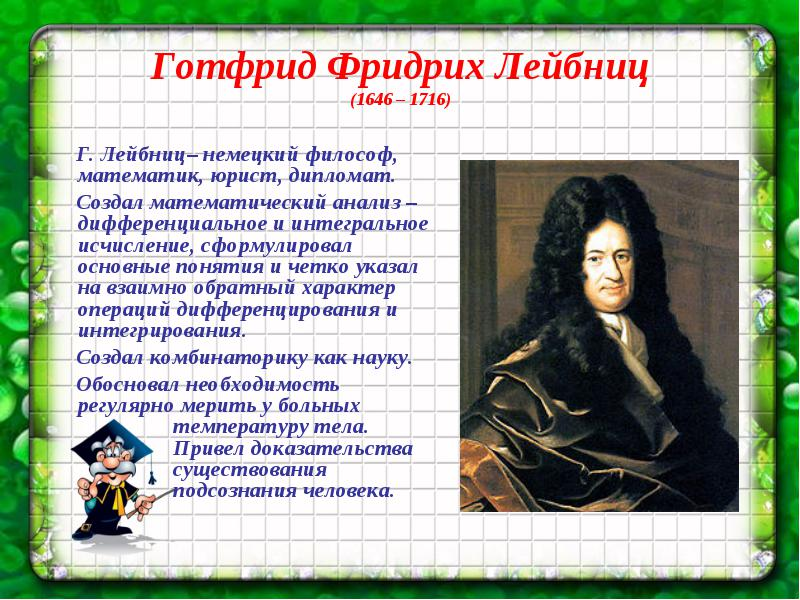 Готфрид Фридрих Лейбниц
(1646 – 1716)
Г. Лейбниц– немецкий философ,
математик, юрист, дипломат.
Создал математический анализ –
дифференциальное и интегральное
исчисление, сформулировал
основные понятия и четко указал
на взаимно обратный характер
операций дифференцирования и
интегрирования.
Создал комбинаторику как науку.
Обосновал необходимость
регулярно мерить у больных
температуру тела.
Привел доказательства
существования
подсознания человека.